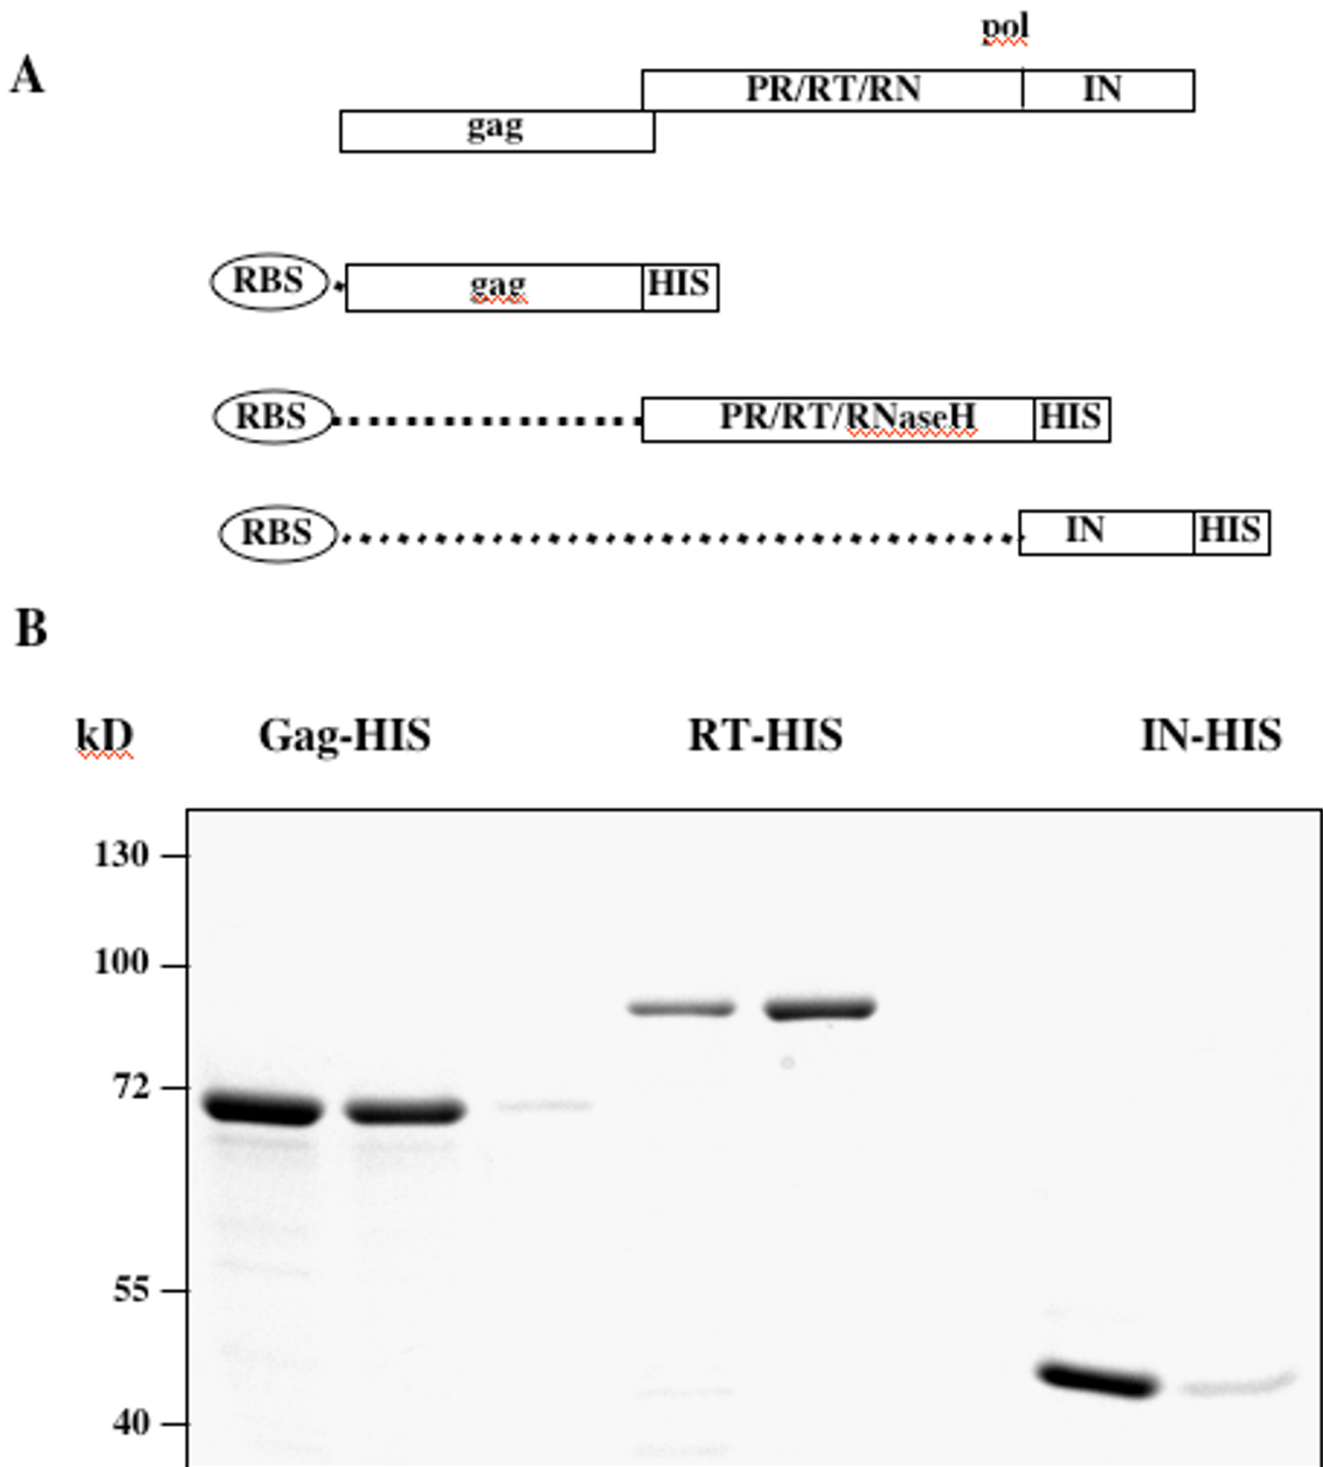 A
pol
PR/RT/RN IN
gag
RBS gag HIS
RBS PR/RT/RNaseH HIS
RBS IN HIS
B
kD Gag-HIS RT-HIS IN-HIS
130
100
72
55
40